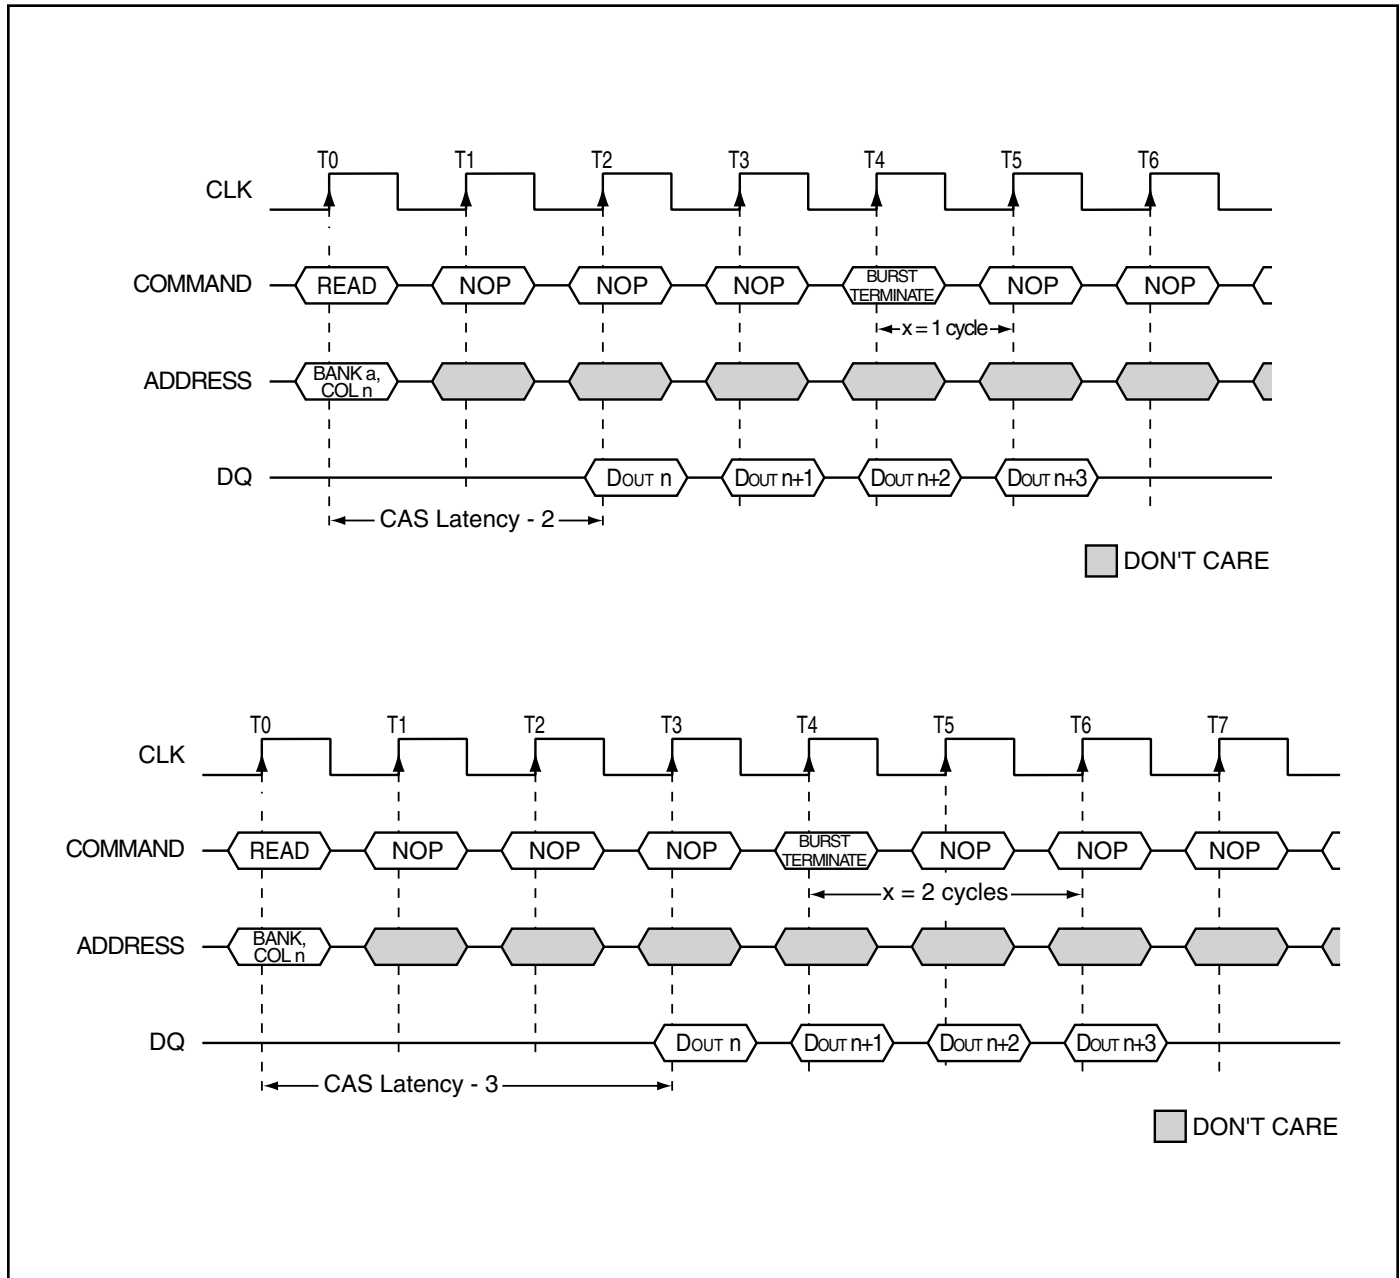 T0 T1 T2 T3 T4 T5 T6
CLK
COMMAND READ NOP NOP NOP BURST TERMINATE NOP NOP
x = 1 cycle
ADDRESS BANK a, COL n
DQ DOUT n DOUT n+1 DOUT n+2 DOUT n+3
CAS Latency - 2
DON'T CARE
T0 T1 T2 T3 T4 T5 T6 T7
CLK
COMMAND READ NOP NOP NOP BURST TERMINATE NOP NOP NOP
x = 2 cycles
ADDRESS BANK, COL n
DQ DOUT n DOUT n+1 DOUT n+2 DOUT n+3
CAS Latency - 3
DON'T CARE